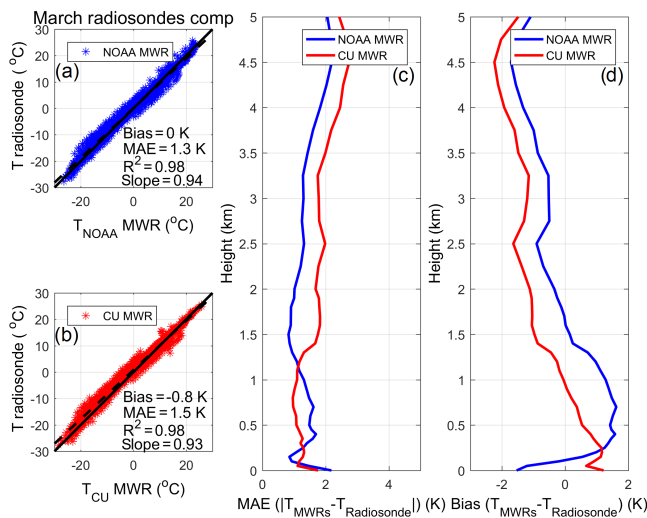 March radiosondes comp
30
20
10
0
-10
-20
-30
T radiosonde (°C)
NOAA MWR
(a)
Bias = 0 K
MAE = 1.3 K
R² = 0.98
Slope = 0.94
-20
0
20
T_NOAA MWR (°C)
30
20
10
0
-10
-20
-30
T radiosonde (°C)
CU MWR
(b)
Bias = -0.8 K
MAE = 1.5 K
R² = 0.98
Slope = 0.93
-20
0
20
T_CU MWR (°C)
5
4.5
4
3.5
3
2.5
2
1.5
1
0.5
0
Height (km)
NOAA MWR
CU MWR
(c)
0
2
4
6
MAE (|T_MWRs-T_Radiosonde|) (K)
5
4.5
4
3.5
3
2.5
2
1.5
1
0.5
0
Height (km)
NOAA MWR
CU MWR
(d)
-2
0
2
Bias (T_MWRs-T_Radiosonde) (K)